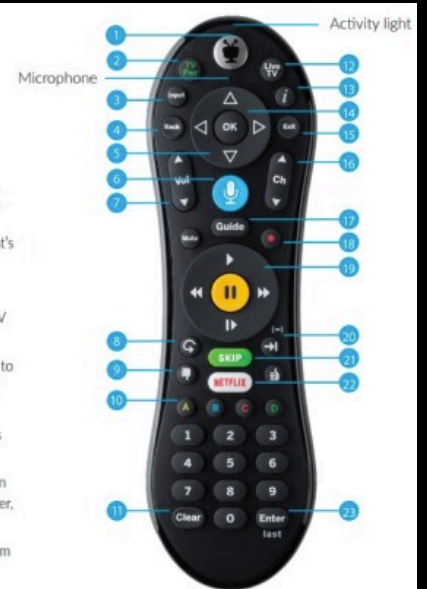 Activity light
1
2
TV Pwr
Live TV
12
Microphone
3
Input
i
13
14
4
Back
OK
Exit
15
5
16
6
Vol
Ch
7
Guide
17
Mute
18
19
20
8
SKIP
21
9
NETFLIX
22
10
A B C D
1 2 3
4 5 6
7 8 9
11
Clear
0
Enter
23
last
t's
V
to
s
n
er,
m